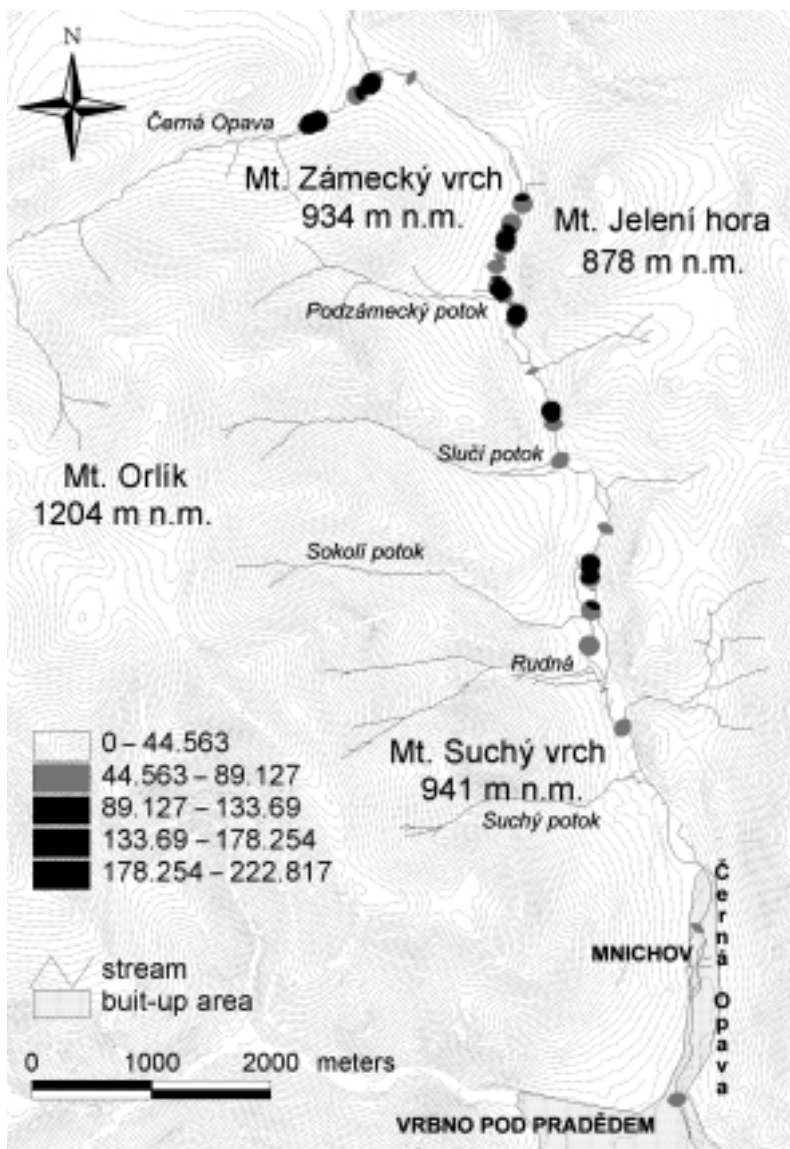 N
Černá Opava
Mt. Zámecký vrch
934 m n.m.
Mt. Jelení hora
878 m n.m.
Podzámecký potok
Slučí potok
Mt. Orlík
1204 m n.m.
Sokolí potok
Rudná
0 – 44.563
44.563 – 89.127
89.127 – 133.69
133.69 – 178.254
178.254 – 222.817
Mt. Suchý vrch
941 m n.m.
Suchý potok
Černá Opava
MNICHOV
stream
buit-up area
0 1000 2000 meters
VRBNO POD PRADĚDEM